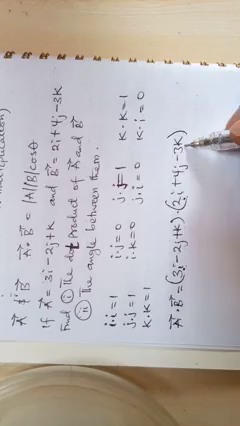 multiplication)
A⃗ & B⃗ A⃗·B⃗ = |A||B|cosθ
if A⃗ = 3i-2j+K and B⃗ = 2i+4j-3K
Find (i) The dot Product of A⃗ and B⃗
(ii) The angle between them.
i·i=1 i·j=0 j·j=1 K·K=1
j·j=1 i·K=0 j·i=0 K·i=0
K·K=1
A⃗·B⃗ = (3i-2j+K)·(2i+4j-3K)